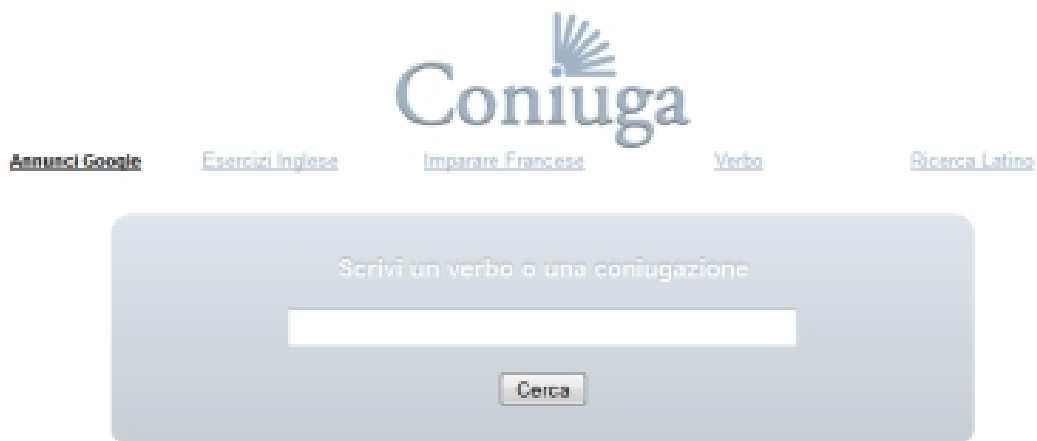 Coniuga
Annunci Google Esercizi Inglese Imparare Francese Verbo Ricerca Latino
Scrivi un verbo o una coniugazione
Cerca